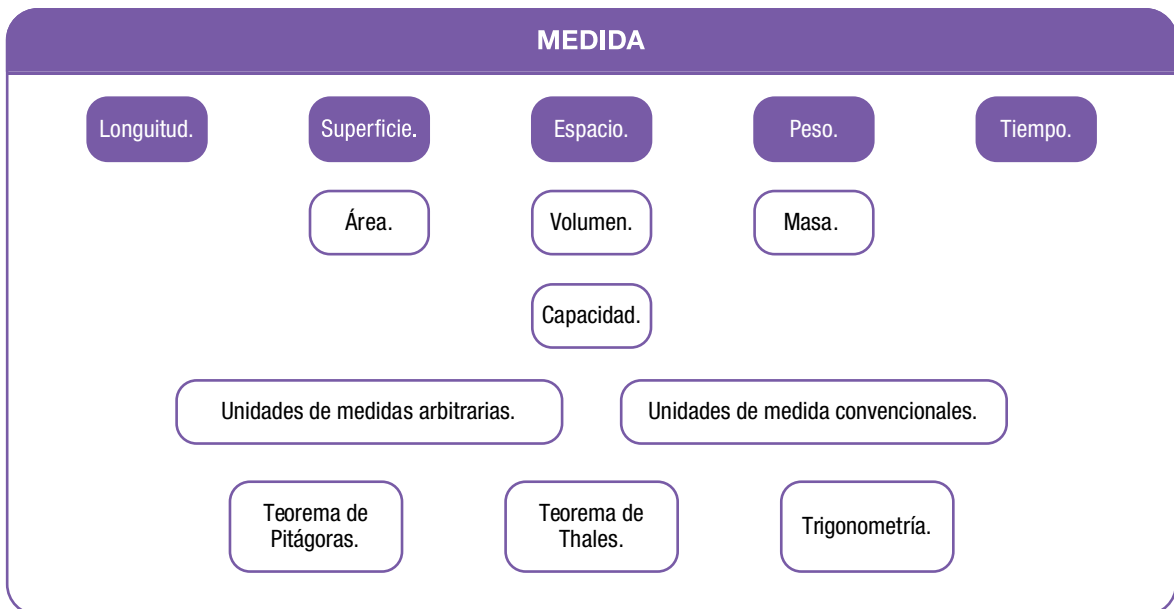 MEDIDA
Longuitud.
Superficie.
Espacio.
Peso.
Tiempo.
Área.
Volumen.
Masa.
Capacidad.
Unidades de medidas arbitrarias.
Unidades de medida convencionales.
Teorema de
Pitágoras.
Teorema de
Thales.
Trigonometría.